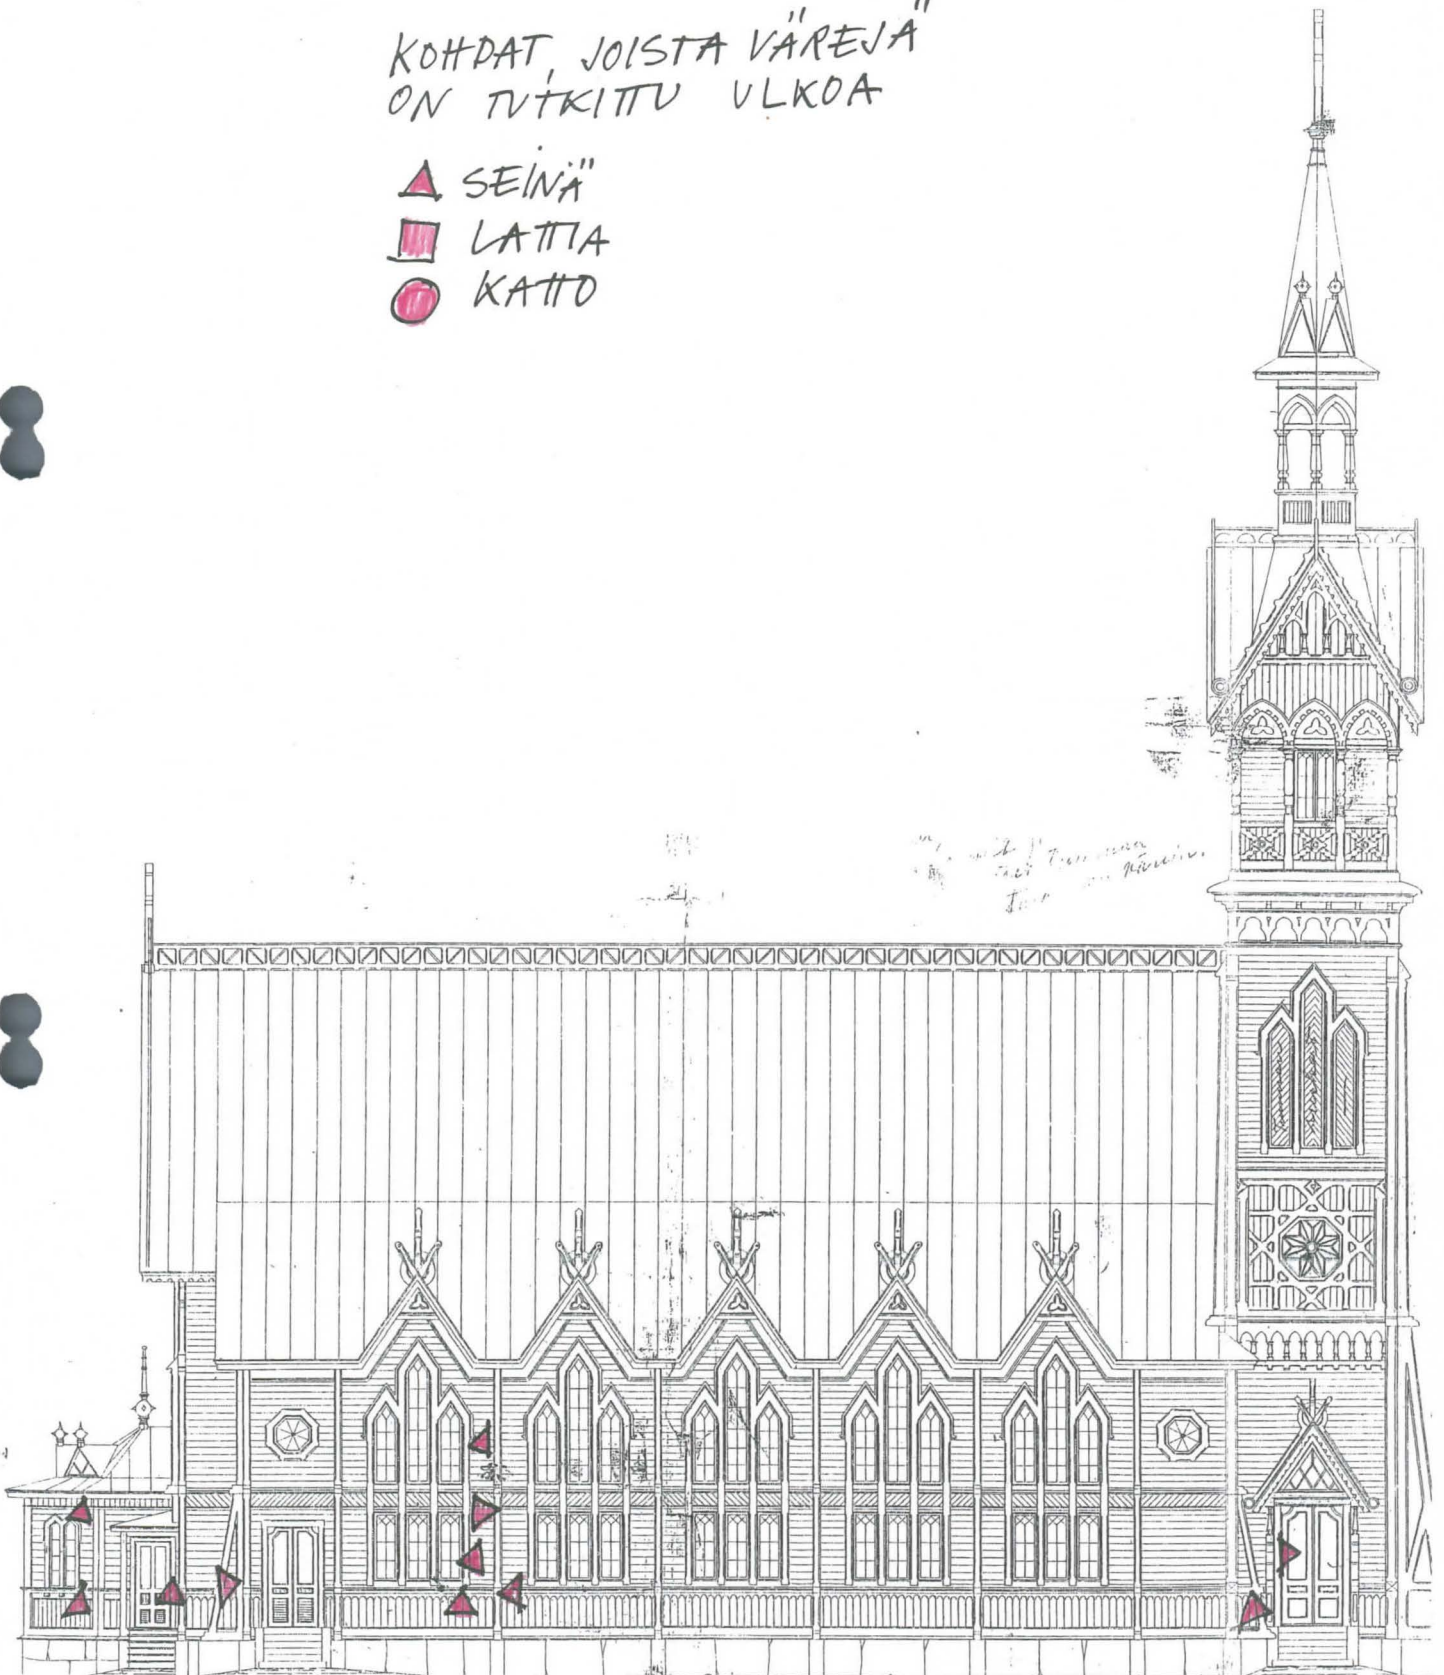 KOHDAT, JOISTA VÄREJÄ
ON TUTKITTU ULKOA
SEINÄ
LATTIA
KATTO